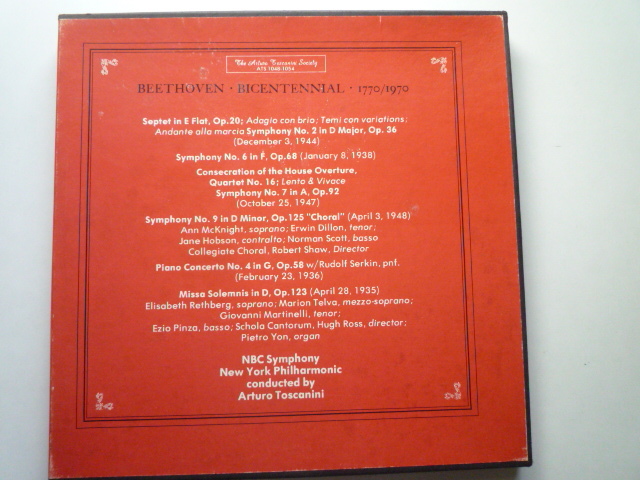 The Arturo Toscanini Society
ATS 1048-1054
BEETHOVEN · BICENTENNIAL · 1770/1970
Septet in E Flat, Op.20; Adagio con brio; Temi con variations;
Andante alla marcia Symphony No. 2 in D Major, Op. 36
(December 3, 1944)
Symphony No. 6 in F, Op.68 (January 8, 1938)
Consecration of the House Overture,
Quartet No. 16; Lento & Vivace
Symphony No. 7 in A, Op.92
(October 25, 1947)
Symphony No. 9 in D Minor, Op.125 "Choral" (April 3, 1948)
Ann McKnight, soprano; Erwin Dillon, tenor;
Jane Hobson, contralto; Norman Scott, basso
Collegiate Choral, Robert Shaw, Director
Piano Concerto No. 4 in G, Op.58 w/Rudolf Serkin, pnf.
(February 23, 1936)
Missa Solemnis in D, Op.123 (April 28, 1935)
Elisabeth Rethberg, soprano; Marion Telva, mezzo-soprano;
Giovanni Martinelli, tenor;
Ezio Pinza, basso; Schola Cantorum, Hugh Ross, director;
Pietro Yon, organ
NBC Symphony
New York Philharmonic
conducted by
Arturo Toscanini